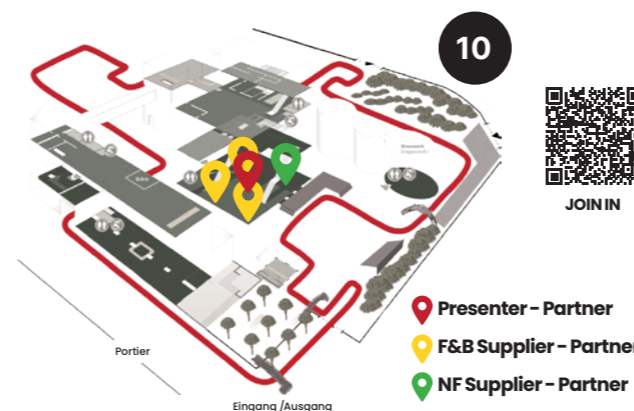 10
JOIN IN
Presenter – Partner
F&B Supplier – Partner
NF Supplier – Partner
Portier
Eingang /Ausgang